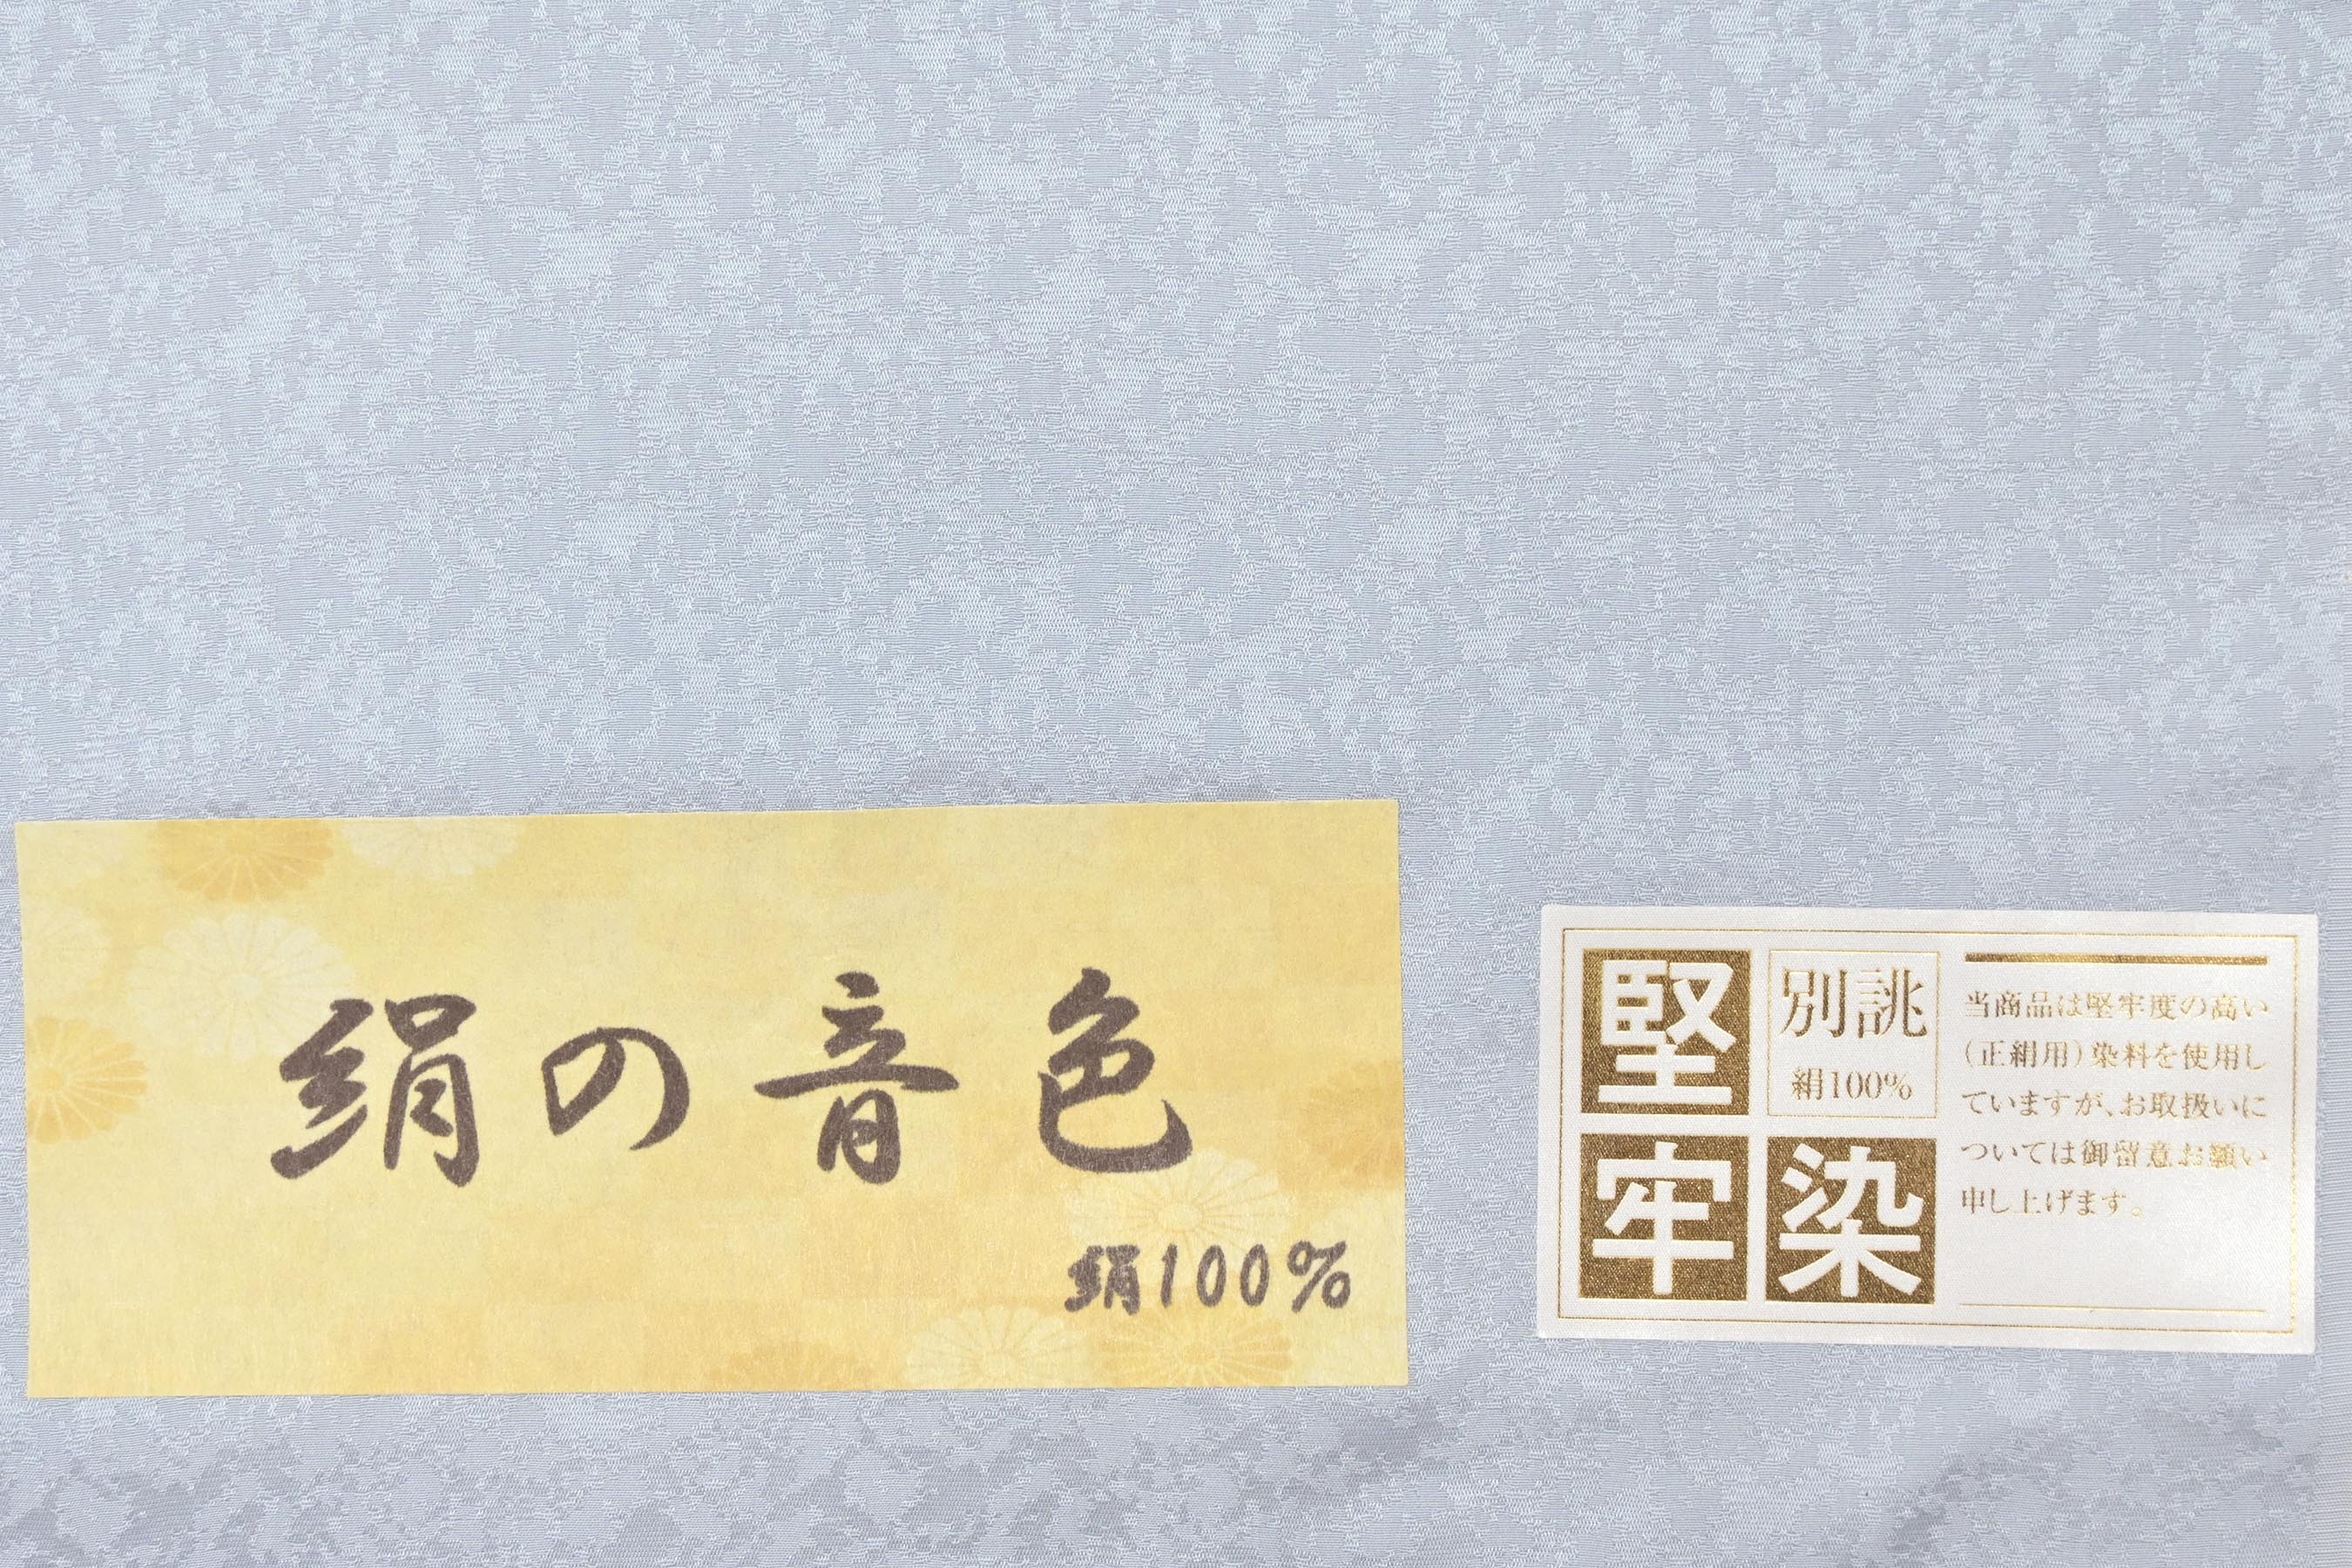 絹の音色
絹100%
堅牢染
別誂
絹100%
当商品は堅牢度の高い
(正絹用)染料を使用し
ていますが、お取扱いに
ついては御留意お願い
申し上げます。